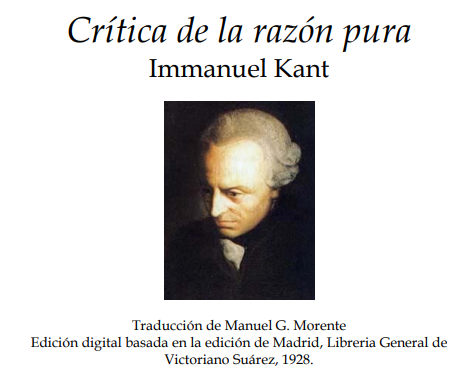 Crítica de la razón pura
Immanuel Kant
Traducción de Manuel G. Morente
Edición digital basada en la edición de Madrid, Libreria General de
Victoriano Suárez, 1928.